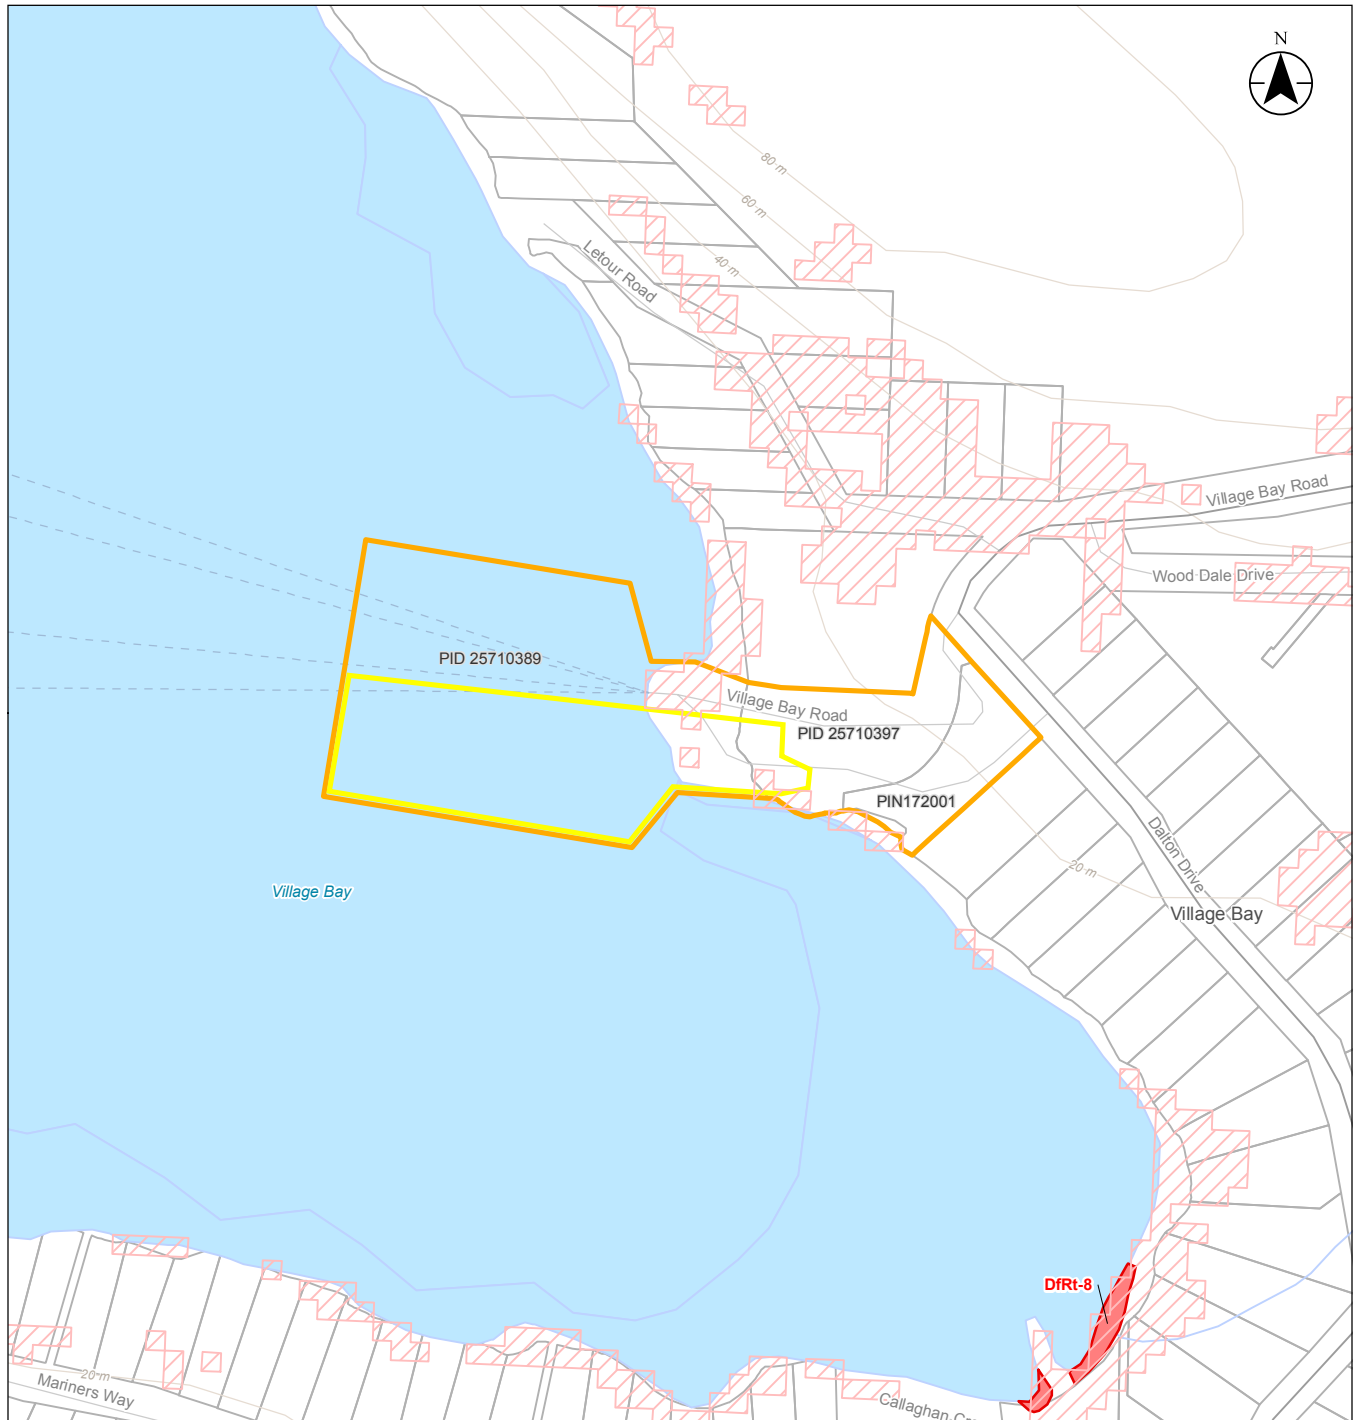 N
80 m
60 m
40 m
Letour Road
Village Bay Road
Wood Dale Drive
PID 25710389
Village Bay Road
PID 25710397
PIN172001
Dalton Drive
20 m
Village Bay
Village Bay
DfRt-8
20 m
Mariners Way
Callaghan